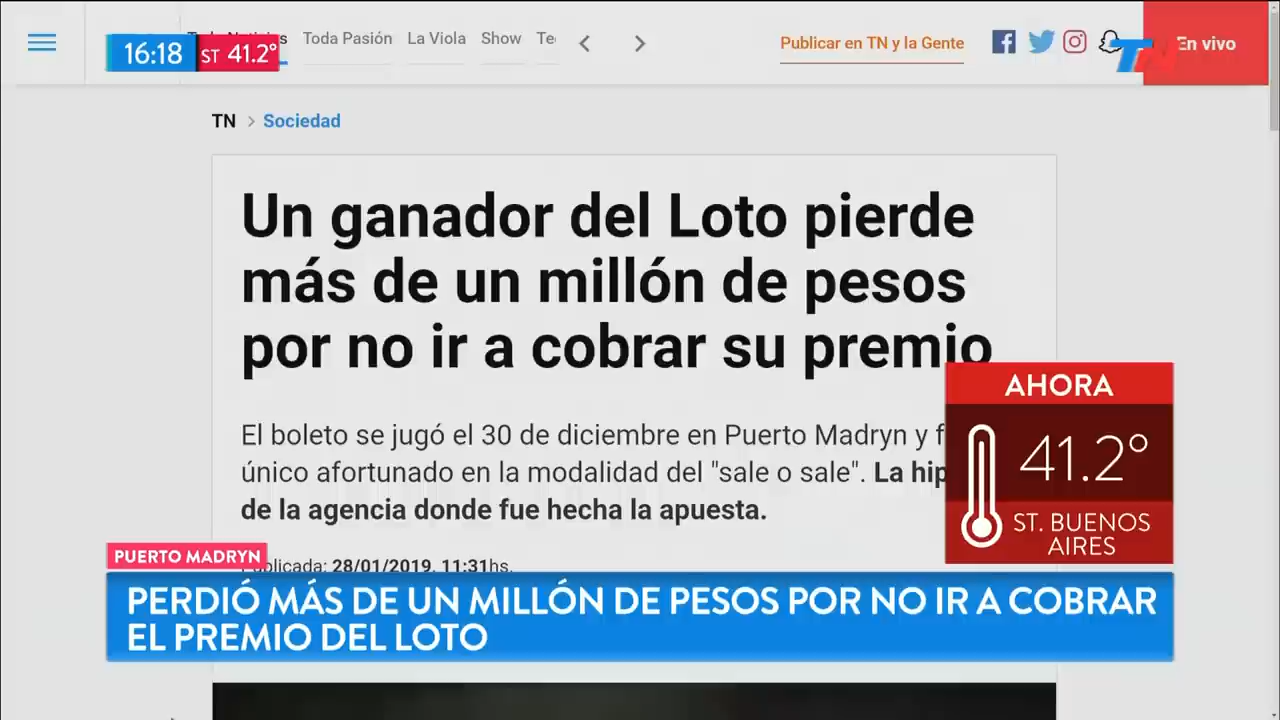 16:18
ST 41.2°
Toda Pasión
La Viola
Show
Publicar en TN y la Gente
TN
En vivo
TN > Sociedad
Un ganador del Loto pierde
más de un millón de pesos
por no ir a cobrar su premio
El boleto se jugó el 30 de diciembre en Puerto Madryn y f
único afortunado en la modalidad del "sale o sale". La hip
de la agencia donde fue hecha la apuesta.
Publicada: 28/01/2019, 11:31hs.
AHORA
41.2°
ST. BUENOS
AIRES
PUERTO MADRYN
PERDIÓ MÁS DE UN MILLÓN DE PESOS POR NO IR A COBRAR
EL PREMIO DEL LOTO